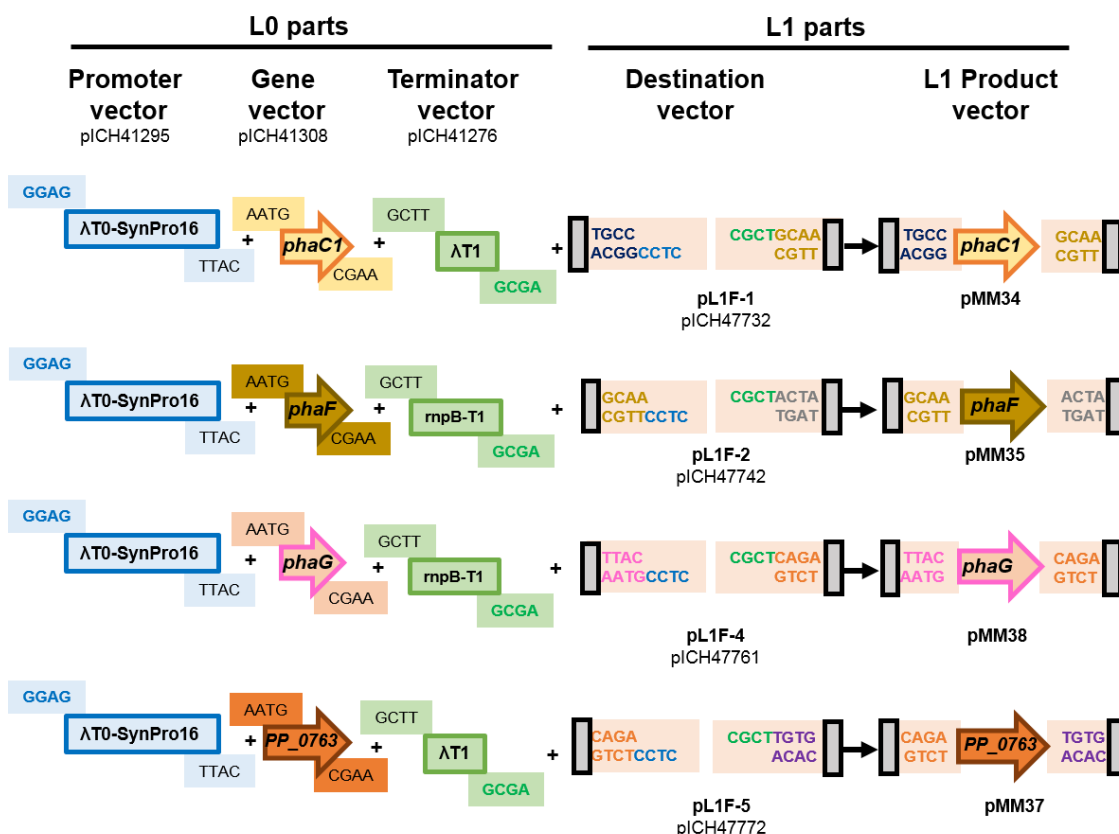 L0 parts
L1 parts
Promoter
vector
pICH41295
Gene
vector
pICH41308
Terminator
vector
pICH41276
Destination
vector
L1 Product
vector
GGAG
λT0-SynPro16
TTAC
+
AATG
phaC1
CGAA
+
GCTT
λT1
GCGA
+
TGCC
ACGGCCTC
CGCTGCAA
CGTT
pL1F-1
pICH47732
TGCC
ACGG
phaC1
GCAA
CGTT
pMM34
GGAG
λT0-SynPro16
TTAC
+
AATG
phaF
CGAA
+
GCTT
rnpB-T1
GCGA
+
GCAA
CGTTCCTC
CGCTACTA
TGAT
pL1F-2
pICH47742
GCAA
CGTT
phaF
ACTA
TGAT
pMM35
GGAG
λT0-SynPro16
TTAC
+
AATG
phaG
CGAA
+
GCTT
rnpB-T1
GCGA
+
TTAC
AATGCCTC
CGCTCAGA
GTCT
pL1F-4
pICH47761
TTAC
AATG
phaG
CAGA
GTCT
pMM38
GGAG
λT0-SynPro16
TTAC
+
AATG
PP_0763
CGAA
+
GCTT
λT1
GCGA
+
CAGA
GTCTCCTC
CGCTTGTG
ACAC
pL1F-5
pICH47772
CAGA
GTCT
PP_0763
TGTG
ACAC
pMM37